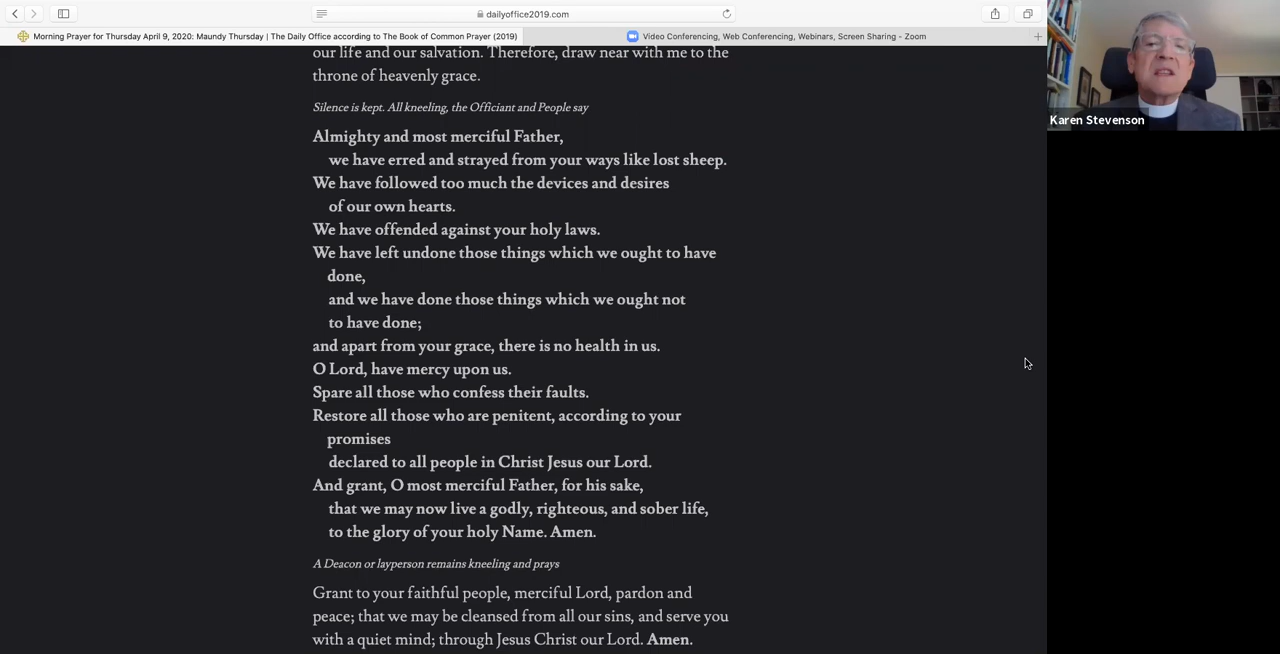 dailyoffice2019.com
Morning Prayer for Thursday April 9, 2020: Maundy Thursday | The Daily Office according to The Book of Common Prayer (2019)
Video Conferencing, Web Conferencing, Webinars, Screen Sharing - Zoom
our life and our salvation. Therefore, draw near with me to the
throne of heavenly grace.
Silence is kept. All kneeling, the Officiant and People say
Almighty and most merciful Father,
we have erred and strayed from your ways like lost sheep.
We have followed too much the devices and desires
of our own hearts.
We have offended against your holy laws.
We have left undone those things which we ought to have
done,
and we have done those things which we ought not
to have done;
and apart from your grace, there is no health in us.
O Lord, have mercy upon us.
Spare all those who confess their faults.
Restore all those who are penitent, according to your
promises
declared to all people in Christ Jesus our Lord.
And grant, O most merciful Father, for his sake,
that we may now live a godly, righteous, and sober life,
to the glory of your holy Name. Amen.
A Deacon or layperson remains kneeling and prays
Grant to your faithful people, merciful Lord, pardon and
peace; that we may be cleansed from all our sins, and serve you
with a quiet mind; through Jesus Christ our Lord. Amen.
Karen Stevenson